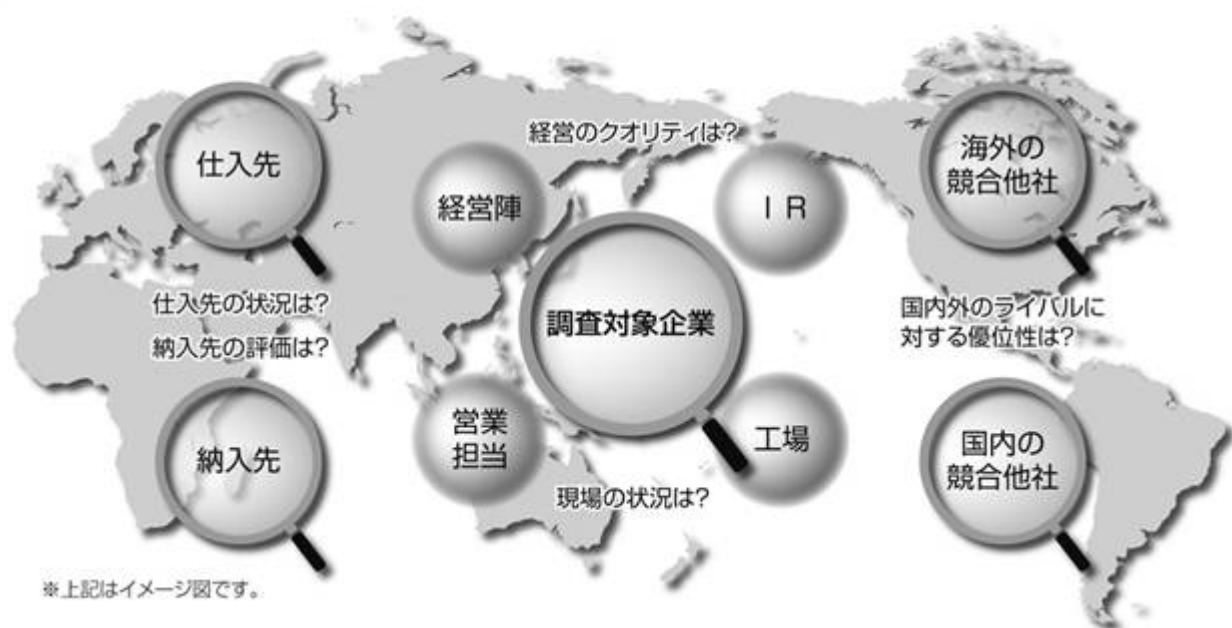 経営のクオリティは?
仕入先
経営陣
IR
海外の
競合他社
調査対象企業
仕入先の状況は?
納入先の評価は?
国内外のライバルに
対する優位性は?
納入先
営業
担当
工場
国内の
競合他社
現場の状況は?
※上記はイメージ図です。